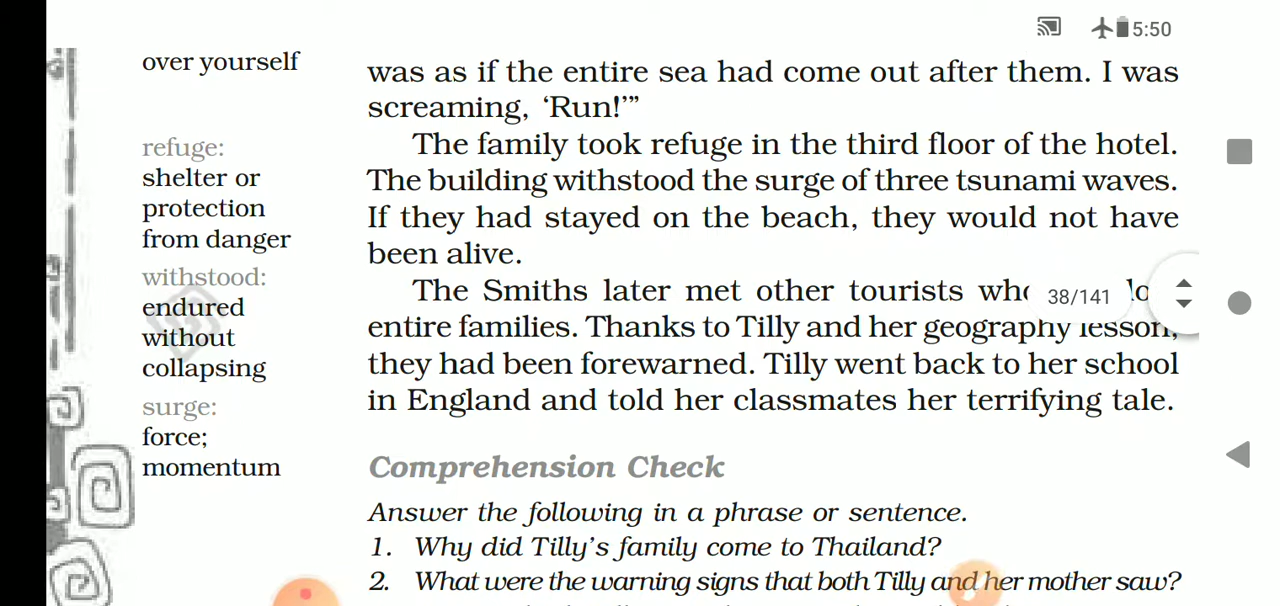 5:50
over yourself
refuge:
shelter or
protection
from danger
withstood:
endured
without
collapsing
surge:
force;
momentum
was as if the entire sea had come out after them. I was
screaming, ‘Run!’”
The family took refuge in the third floor of the hotel.
The building withstood the surge of three tsunami waves.
If they had stayed on the beach, they would not have
been alive.
The Smiths later met other tourists
38/141
entire families. Thanks to Tilly and her geography lesson,
they had been forewarned. Tilly went back to her school
in England and told her classmates her terrifying tale.
Comprehension Check
Answer the following in a phrase or sentence.
1. Why did Tilly’s family come to Thailand?
2. What were the warning signs that both Tilly and her mother saw?